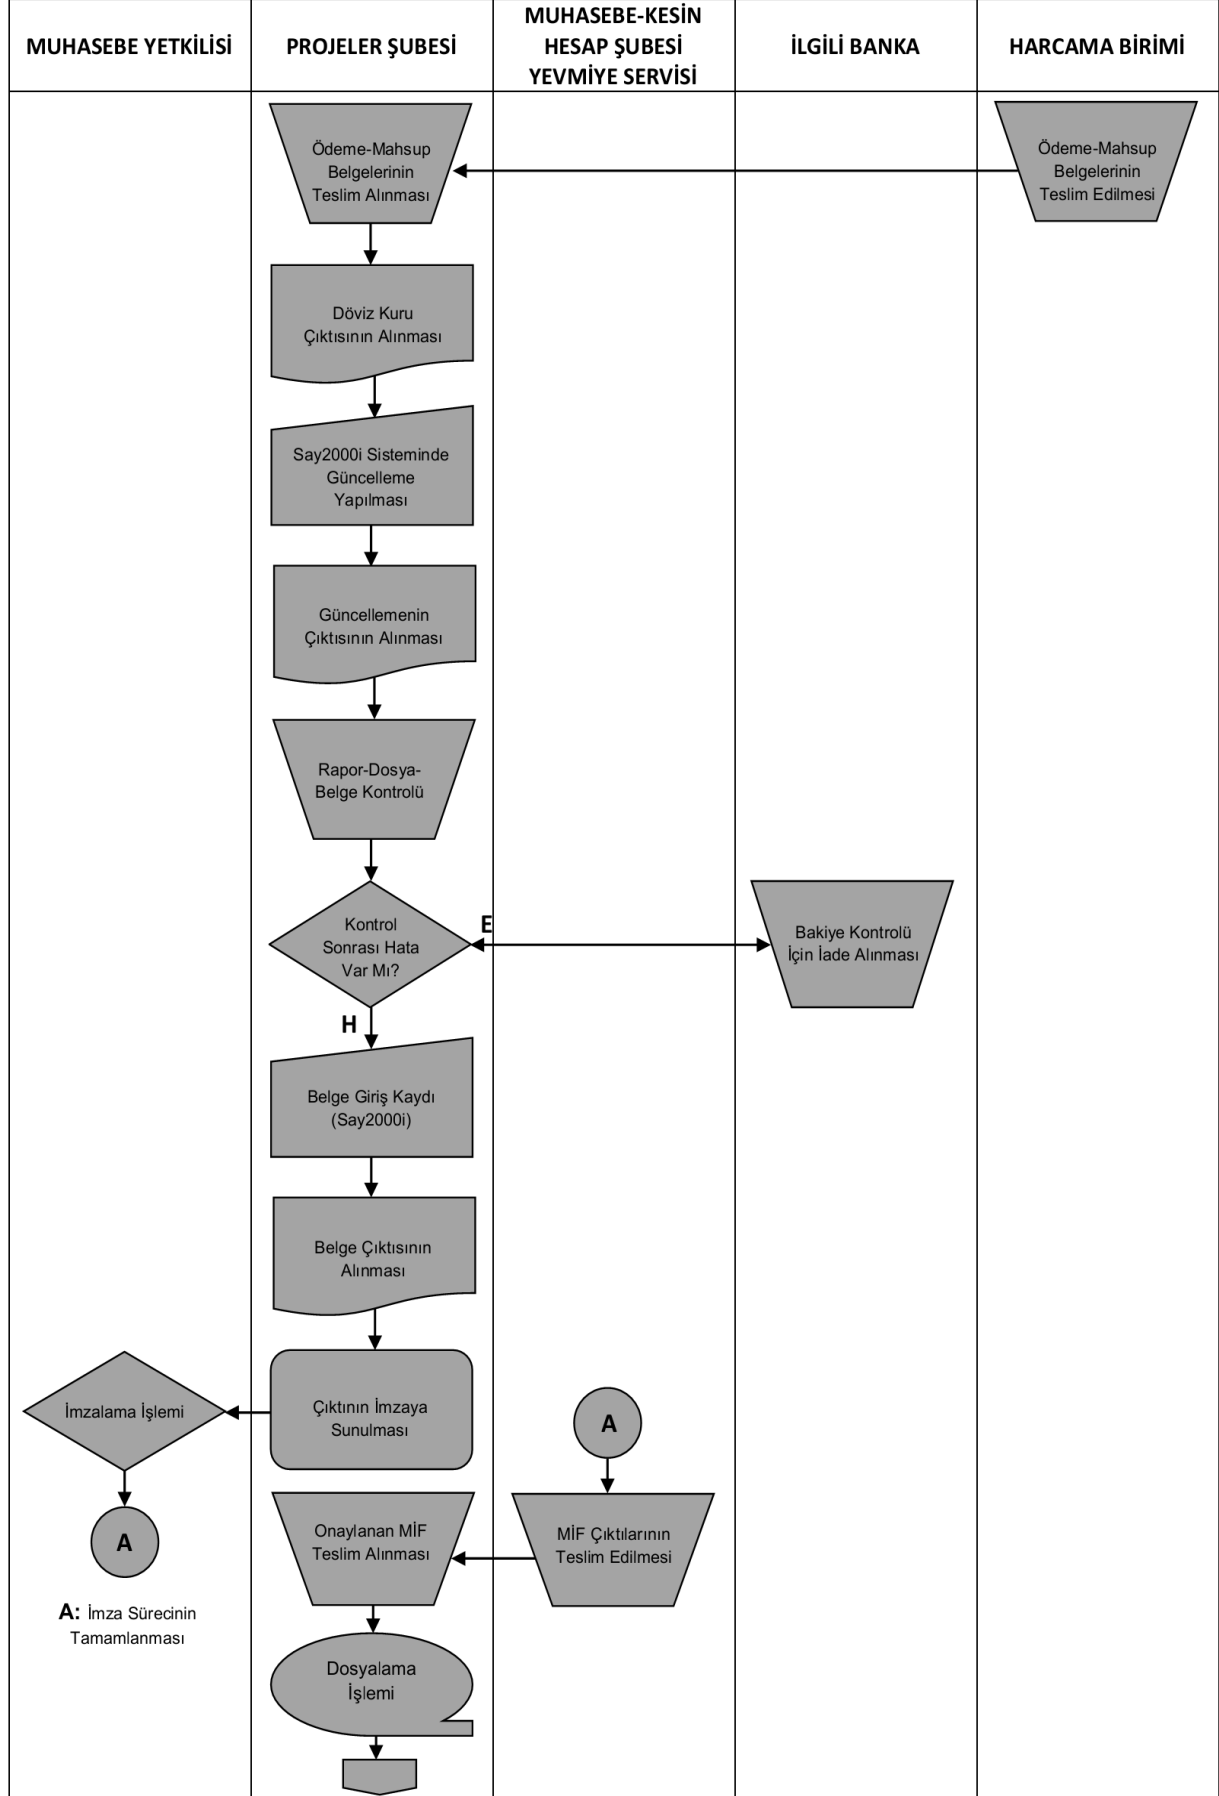 MUHASEBE YETKİLİSİ
PROJELER ŞUBESİ
MUHASEBE-KESİN
HESAP ŞUBESİ
YEVMİYE SERVİSİ
İLGİLİ BANKA
HARCAMA BİRİMİ
Ödeme-Mahsup
Belgelerinin
Teslim Alınması
Ödeme-Mahsup
Belgelerinin
Teslim Edilmesi
Döviz Kuru
Çıktısının Alınması
Say2000i Sisteminde
Güncelleme
Yapılması
Güncellemenin
Çıktısının Alınması
Rapor-Dosya-
Belge Kontrolü
Kontrol
Sonrası Hata
Var Mı?
E
Bakiye Kontrolü
İçin İade Alınması
H
Belge Giriş Kaydı
(Say2000i)
Belge Çıktısının
Alınması
İmzalama İşlemi
Çıktının İmzaya
Sunulması
A
A
Onaylanan MİF
Teslim Alınması
MİF Çıktılarının
Teslim Edilmesi
A: İmza Sürecinin
Tamamlanması
Dosyalama
İşlemi